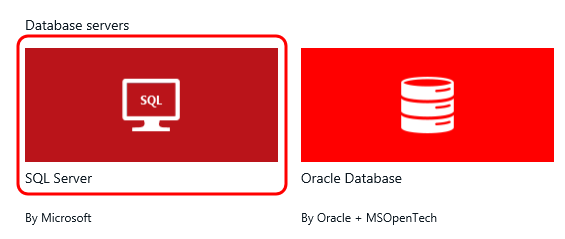 Database servers
SQL
SQL Server
Oracle Database
By Microsoft
By Oracle + MSOpenTech